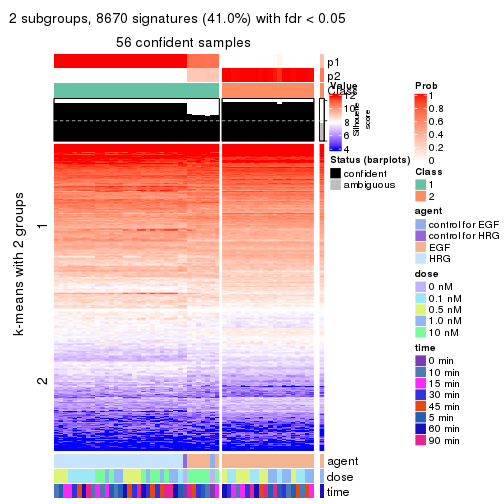 2 subgroups, 8670 signatures (41.0%) with fdr < 0.05
56 confident samples
p1
p2
Class
Silhouette
score
k-means with 2 groups
1
2
agent
dose
time
Value
12
10
8
6
4
Status (barplots)
confident
ambiguous
Prob
1
0.8
0.6
0.4
0.2
0
Class
1
2
agent
control for EGF
control for HRG
EGF
HRG
dose
0 nM
0.1 nM
0.5 nM
1.0 nM
10 nM
time
0 min
10 min
15 min
30 min
45 min
5 min
60 min
90 min